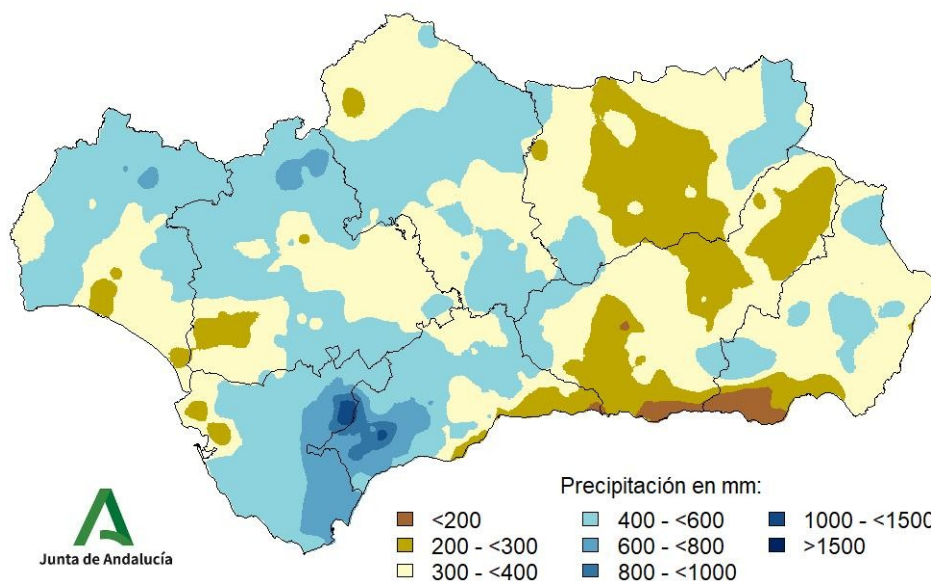 Precipitación en mm:
<200
400 - <600
1000 - <1500
200 - <300
600 - <800
>1500
300 - <400
800 - <1000
Junta de Andalucía